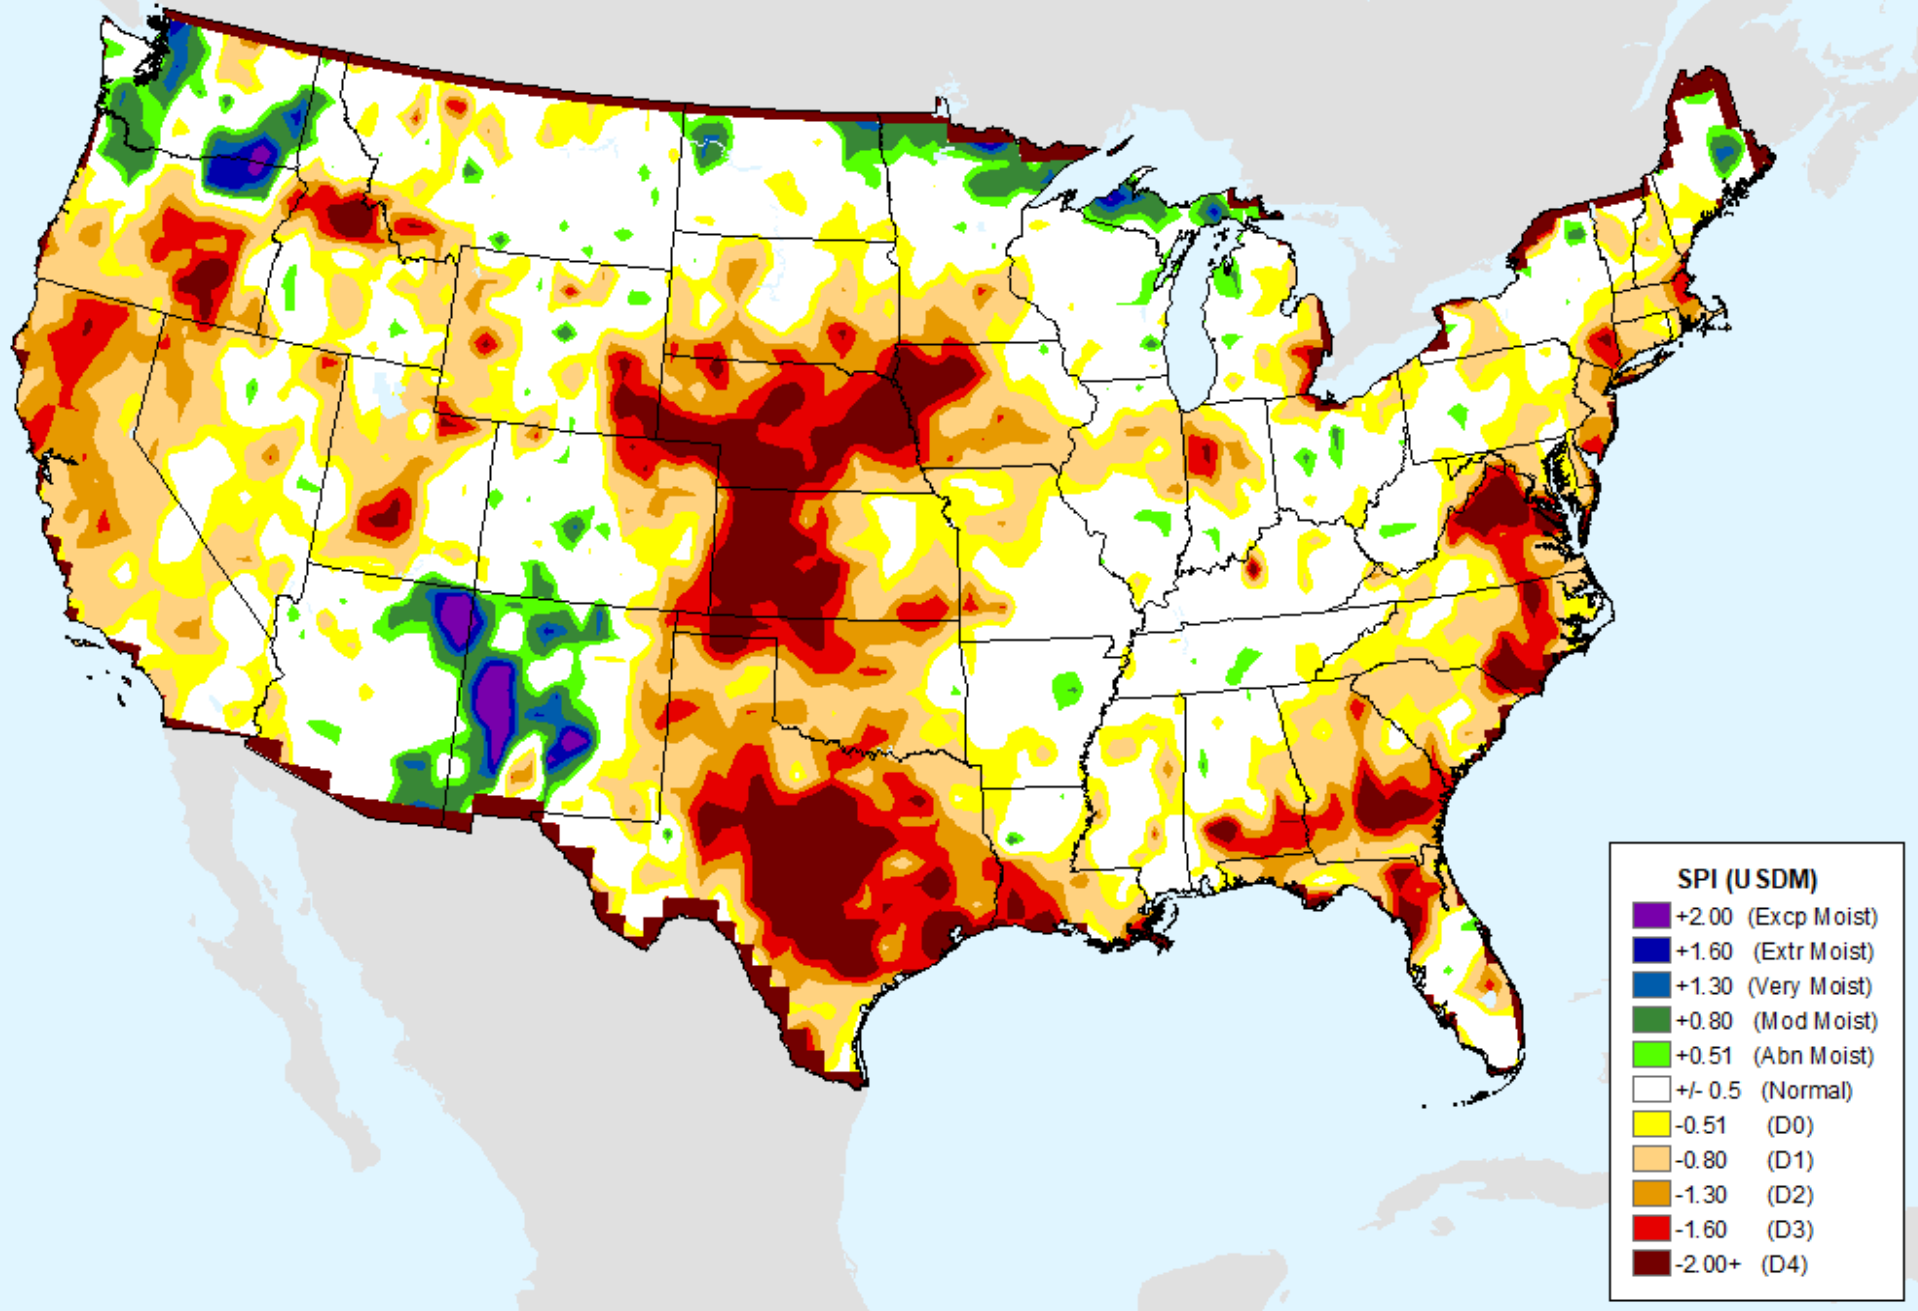 SPI (USDM)
+2.00 (Excp Moist)
+1.60 (Extr Moist)
+1.30 (Very Moist)
+0.80 (Mod Moist)
+0.51 (Abn Moist)
+/- 0.5 (Normal)
-0.51 (D0)
-0.80 (D1)
-1.30 (D2)
-1.60 (D3)
-2.00+ (D4)